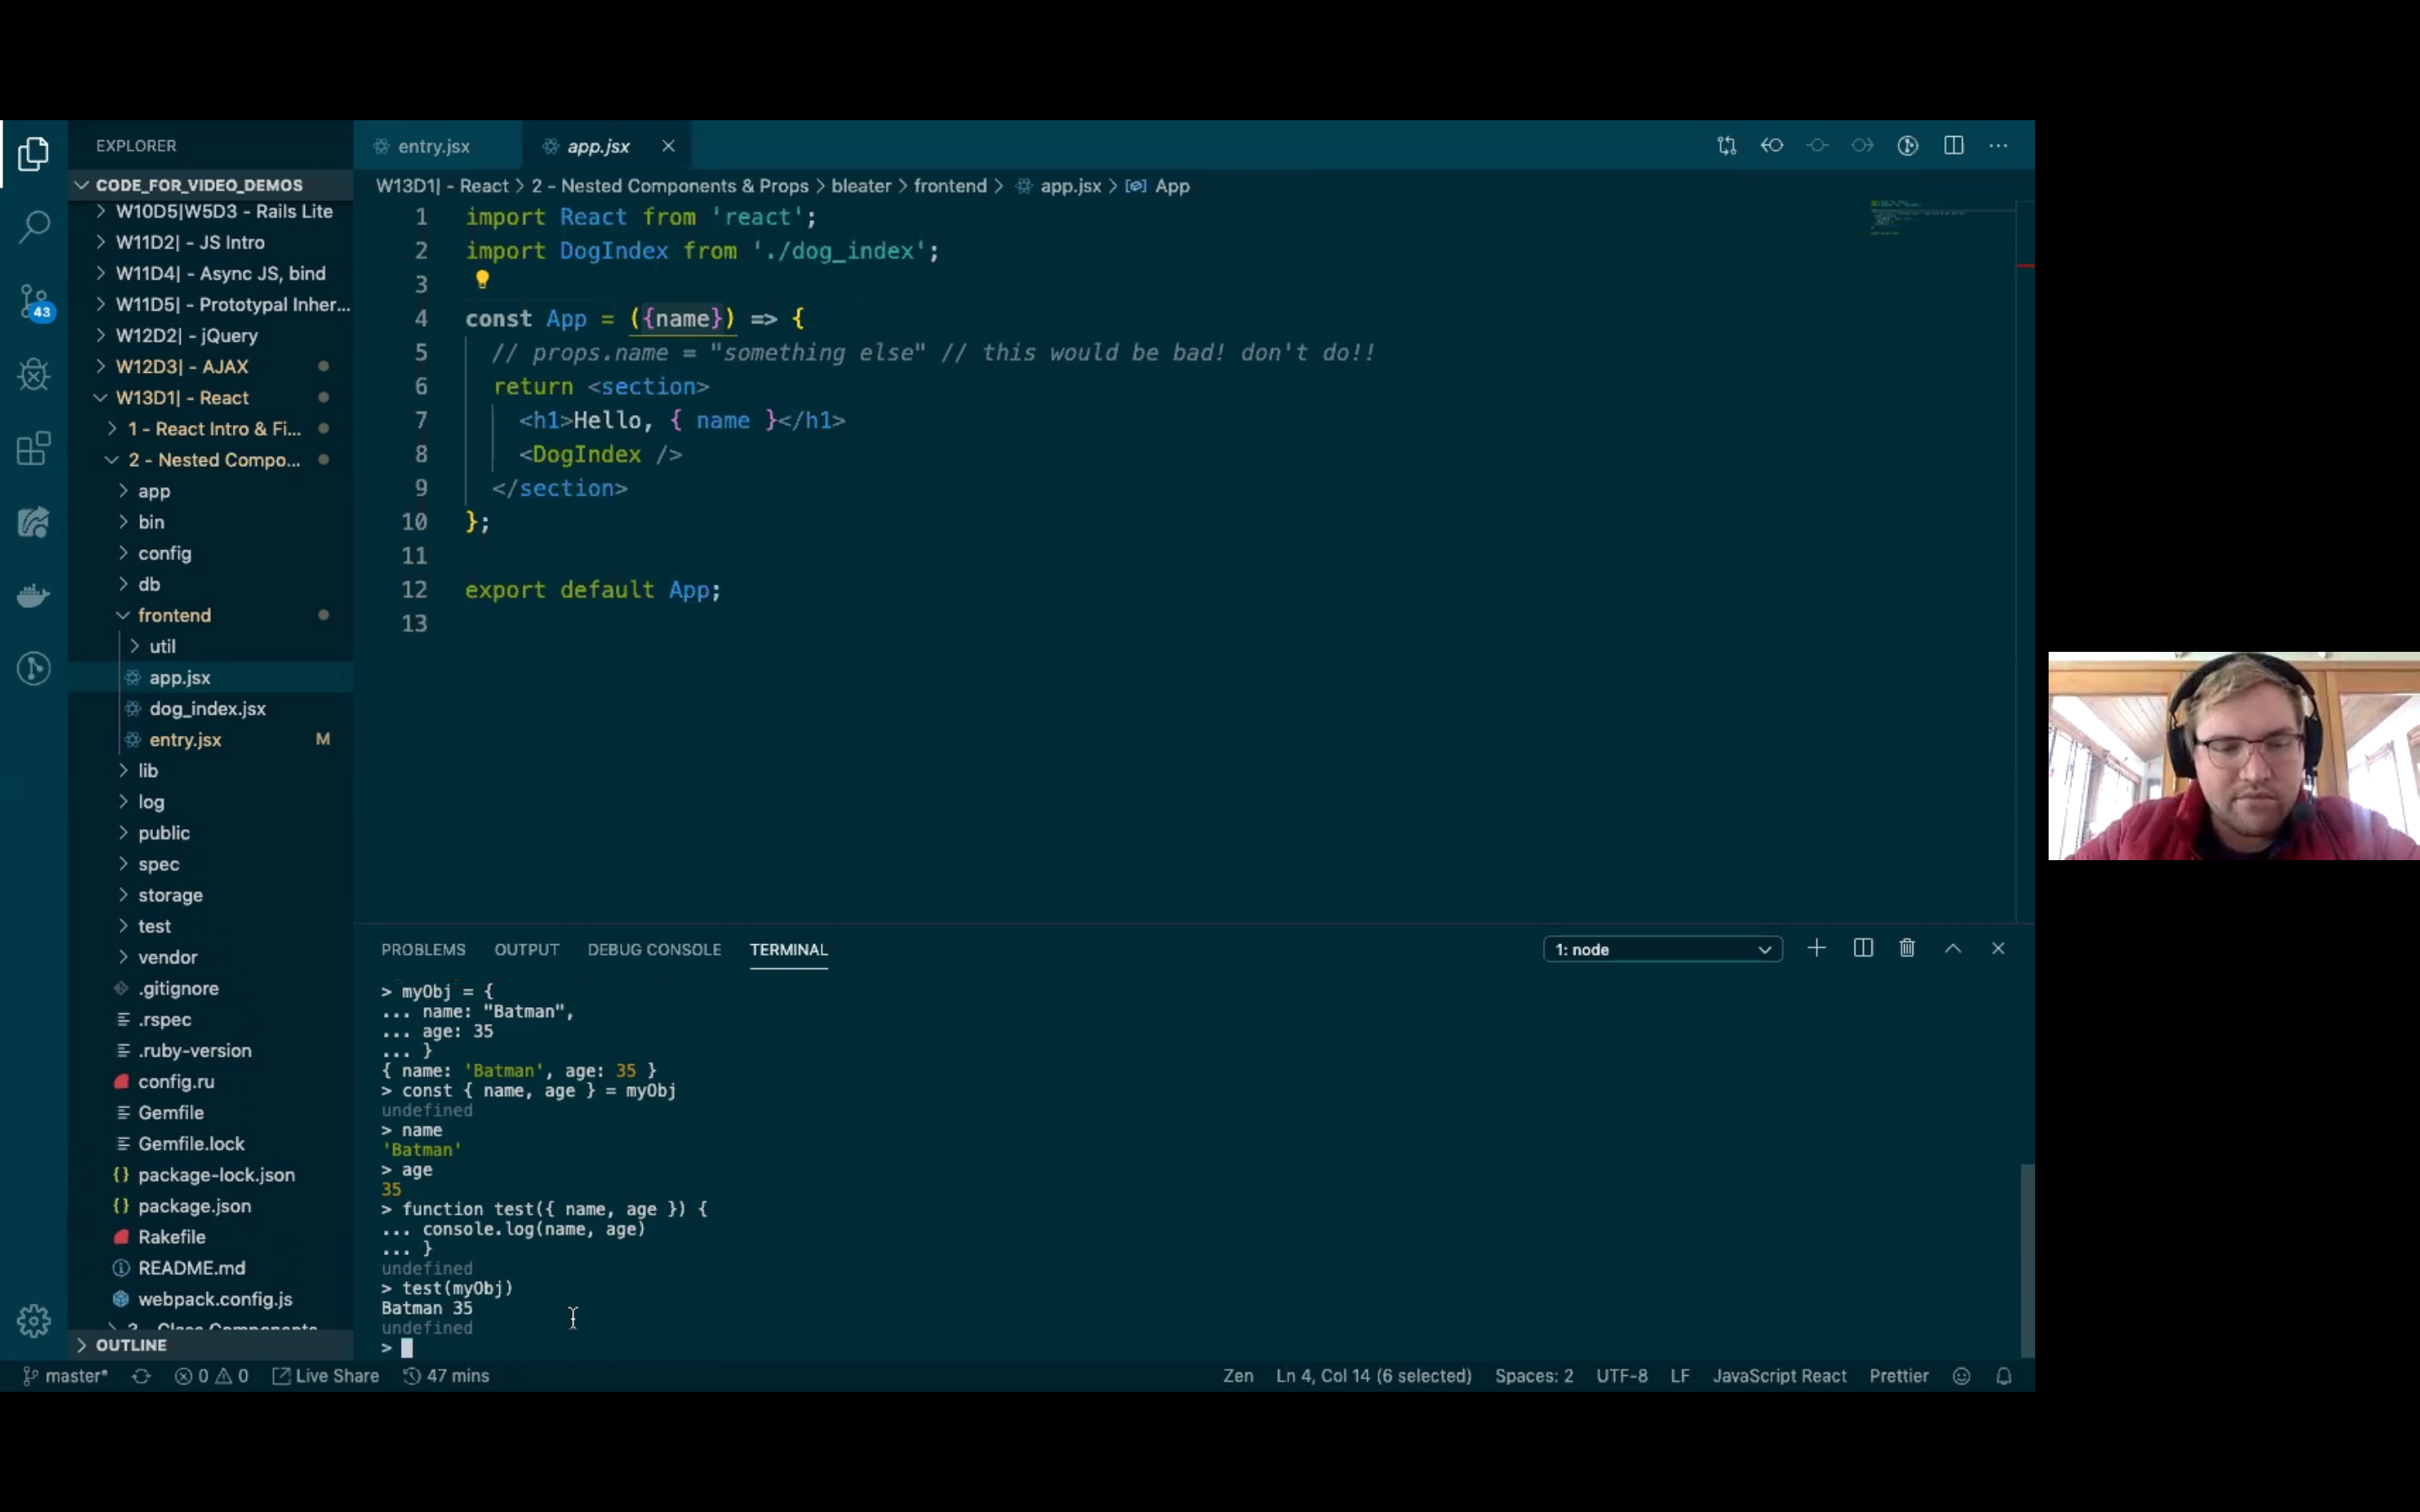 EXPLORER
CODE_FOR_VIDEO_DEMOS
W10D5|W5D3 - Rails Lite
W11D2| - JS Intro
W11D4| - Async JS, bind
W11D5| - Prototypal Inher...
W12D2| - jQuery
W12D3| - AJAX
W13D1| - React
1 - React Intro & Fi...
2 - Nested Compo...
app
bin
config
db
frontend
util
app.jsx
dog_index.jsx
entry.jsx M
lib
log
public
spec
storage
test
vendor
.gitignore
.rspec
.ruby-version
config.ru
Gemfile
Gemfile.lock
package-lock.json
package.json
Rakefile
README.md
webpack.config.js
3 - Class Components
OUTLINE
43
entry.jsx app.jsx
W13D1| - React > 2 - Nested Components & Props > bleater > frontend > app.jsx > App
1 import React from 'react';
2 import DogIndex from './dog_index';
3
4 const App = ({name}) => {
5 // props.name = "something else" // this would be bad! don't do!!
6 return <section>
7 <h1>Hello, { name }</h1>
8 <DogIndex />
9 </section>
10 };
11
12 export default App;
13
PROBLEMS OUTPUT DEBUG CONSOLE TERMINAL 1: node
> myObj = {
... name: "Batman",
... age: 35
... }
{ name: 'Batman', age: 35 }
> const { name, age } = myObj
undefined
> name
'Batman'
> age
35
> function test({ name, age }) {
... console.log(name, age)
... }
undefined
> test(myObj)
Batman 35
undefined
>
master* 0 0 Live Share 47 mins Zen Ln 4, Col 14 (6 selected) Spaces: 2 UTF-8 LF JavaScript React Prettier